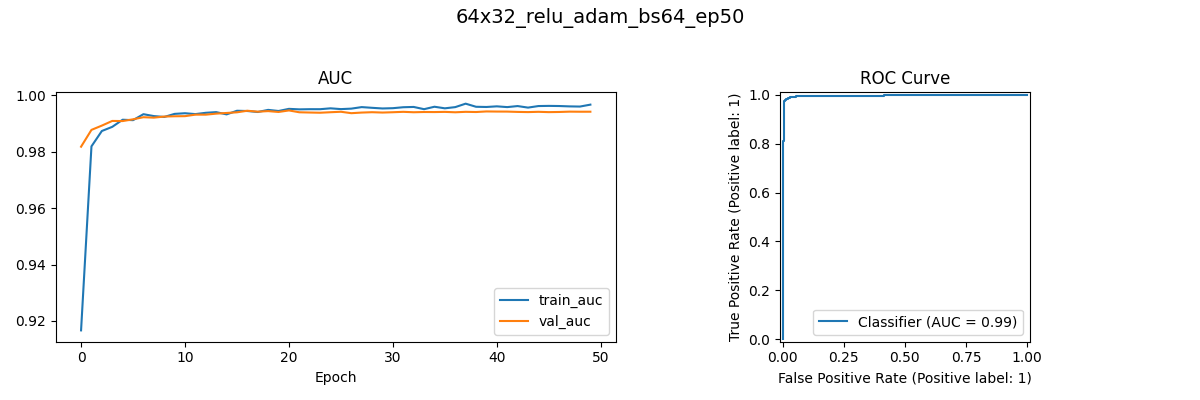 64x32_relu_adam_bs64_ep50
AUC
1.00
0.98
0.96
0.94
0.92
0
10
20
30
40
50
Epoch
train_auc
val_auc
ROC Curve
True Positive Rate (Positive label: 1)
1.0
0.8
0.6
0.4
0.2
0.0
0.00
0.25
0.50
0.75
1.00
False Positive Rate (Positive label: 1)
Classifier (AUC = 0.99)